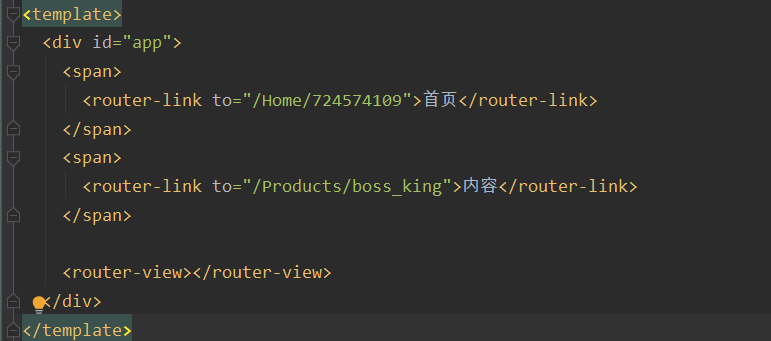 <template>
<div id="app">
<span>
<router-link to="/Home/724574109">首页</router-link>
</span>
<span>
<router-link to="/Products/boss_king">内容</router-link>
</span>
<router-view></router-view>
</div>
</template>